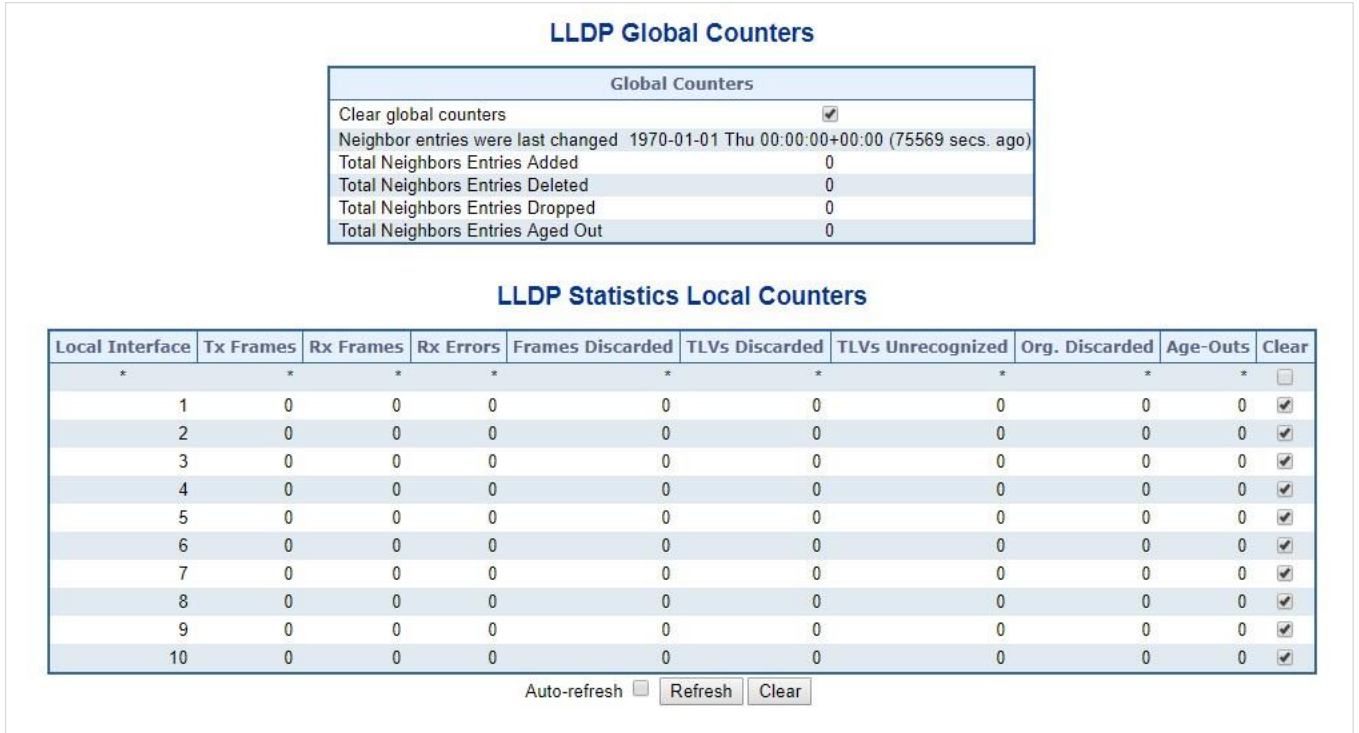 LLDP Global Counters
Global Counters
Clear global counters
Neighbor entries were last changed 1970-01-01 Thu 00:00:00+00:00 (75569 secs. ago)
Total Neighbors Entries Added 0
Total Neighbors Entries Deleted 0
Total Neighbors Entries Dropped 0
Total Neighbors Entries Aged Out 0
LLDP Statistics Local Counters
Local Interface Tx Frames Rx Frames Rx Errors Frames Discarded TLVs Discarded TLVs Unrecognized Org. Discarded Age-Outs Clear
* * * * * * * * *
1 0 0 0 0 0 0 0 0
2 0 0 0 0 0 0 0 0
3 0 0 0 0 0 0 0 0
4 0 0 0 0 0 0 0 0
5 0 0 0 0 0 0 0 0
6 0 0 0 0 0 0 0 0
7 0 0 0 0 0 0 0 0
8 0 0 0 0 0 0 0 0
9 0 0 0 0 0 0 0 0
10 0 0 0 0 0 0 0 0
Auto-refresh Refresh Clear